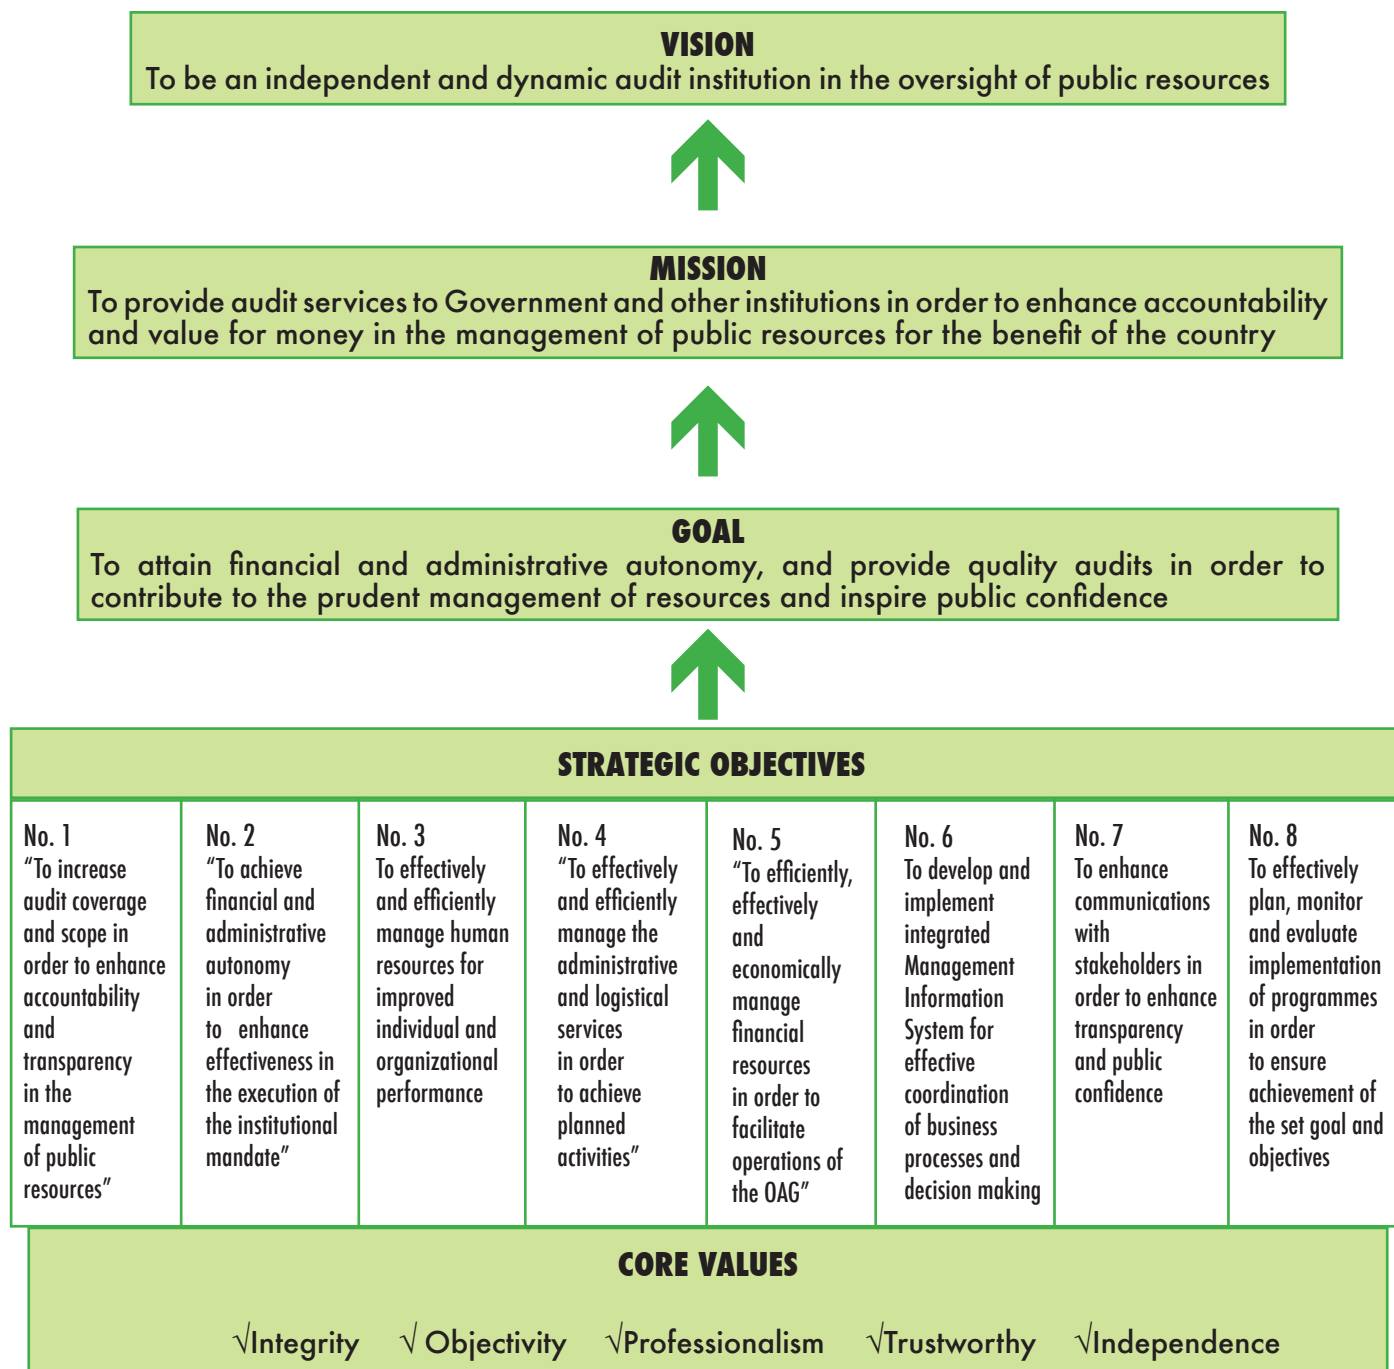 VISION
To be an independent and dynamic audit institution in the oversight of public resources
MISSION
To provide audit services to Government and other institutions in order to enhance accountability
and value for money in the management of public resources for the benefit of the country
GOAL
To attain financial and administrative autonomy, and provide quality audits in order to
contribute to the prudent management of resources and inspire public confidence
STRATEGIC OBJECTIVES
No. 1
“To increase
audit coverage
and scope in
order to enhance
accountability
and
transparency
in the
management
of public
resources”
No. 2
“To achieve
financial and
administrative
autonomy
in order
to enhance
effectiveness in
the execution of
the institutional
mandate”
No. 3
To effectively
and efficiently
manage human
resources for
improved
individual and
organizational
performance
No. 4
“To effectively
and efficiently
manage the
administrative
and logistical
services
in order
to achieve
planned
activities”
No. 5
“To efficiently,
effectively
and
economically
manage
financial
resources
in order to
facilitate
operations of
the OAG”
No. 6
To develop and
implement
integrated
Management
Information
System for
effective
coordination
of business
processes and
decision making
No. 7
To enhance
communications
with
stakeholders in
order to enhance
transparency
and public
confidence
No. 8
To effectively
plan, monitor
and evaluate
implementation
of programmes
in order
to ensure
achievement of
the set goal and
objectives
CORE VALUES
√Integrity √ Objectivity √Professionalism √Trustworthy √Independence